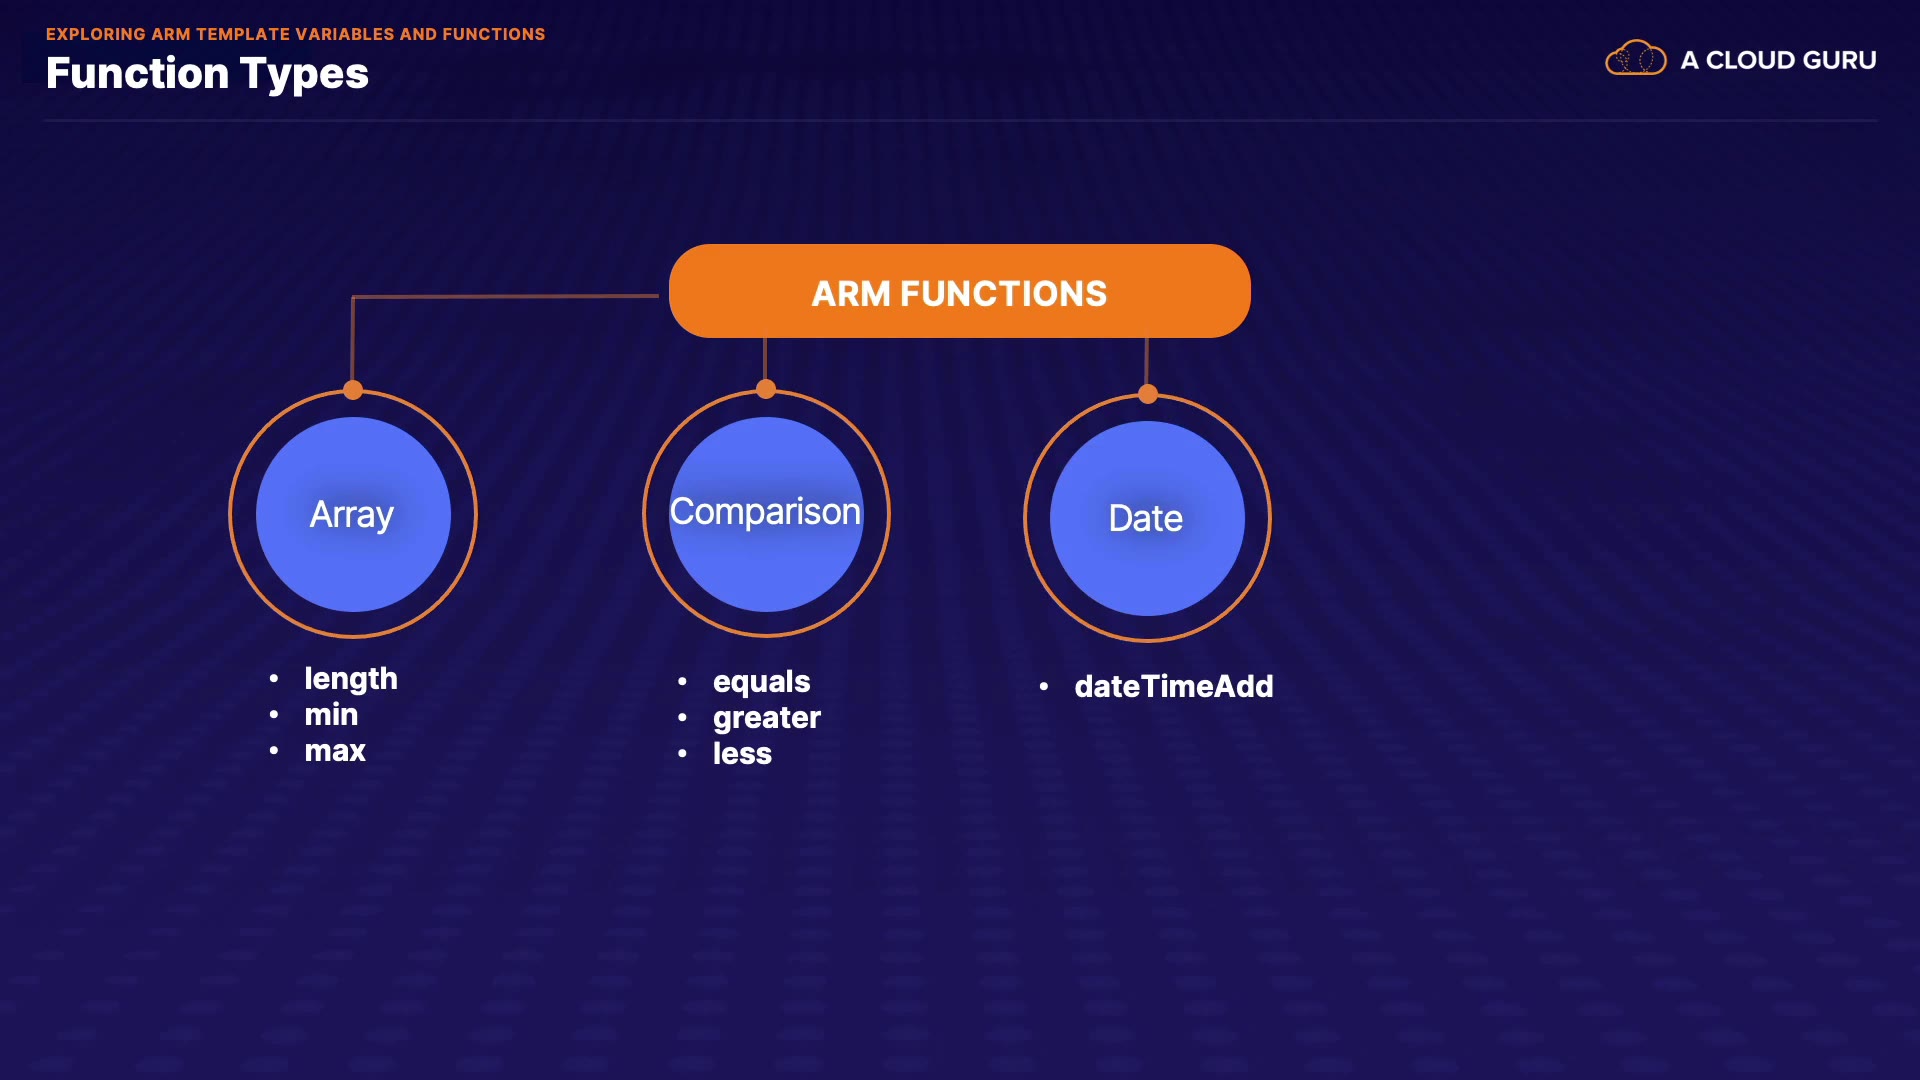 EXPLORING ARM TEMPLATE VARIABLES AND FUNCTIONS
Function Types
A CLOUD GURU
ARM FUNCTIONS
Array
Comparison
Date
• length
• min
• max
• equals
• greater
• less
• dateTimeAdd